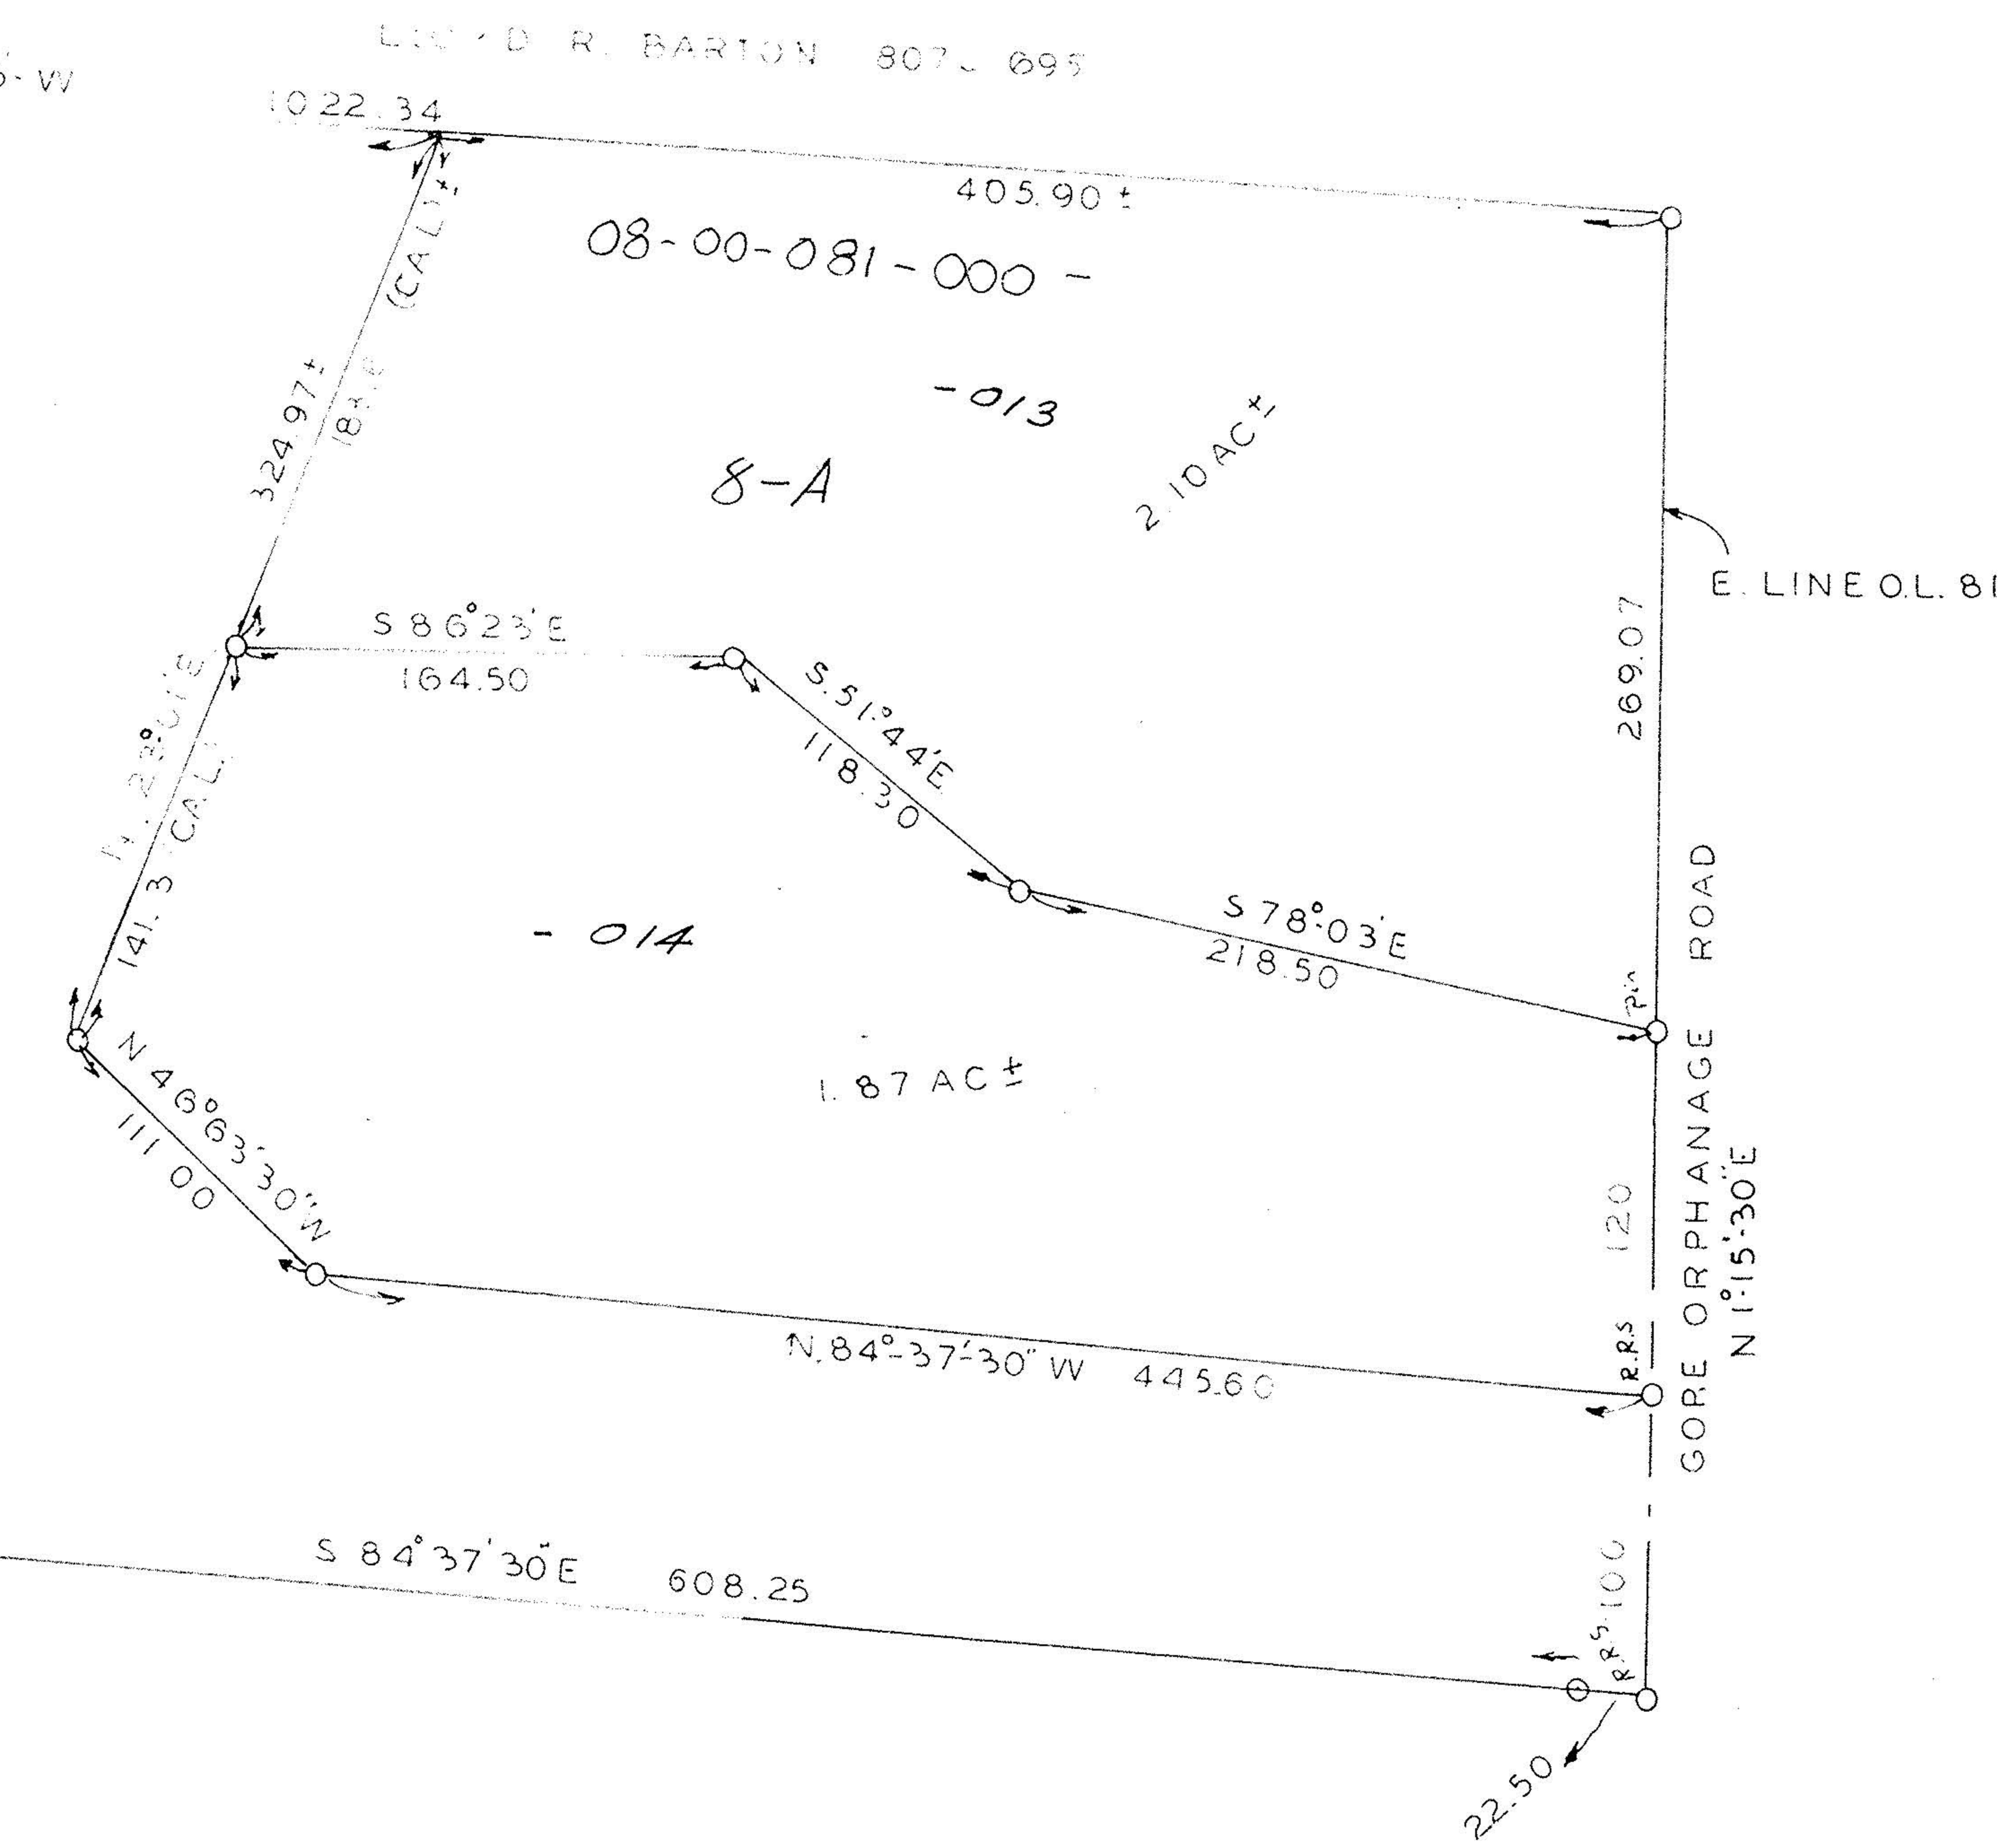 R. BARTON 807- 695
-W
1022.34
405.90 ±
08-00-081-000 -
(CAL) ±
324.97 ±
-013
8-A
2.10 AC ±
E. LINE O.L. 81
269.07
S 86°23'E
164.50
S.51°44'E
118.30
N. 23°01'E
141.3 CAL.
S 78°-03'E
218.50
pin
- 014
1.87 AC ±
N 46°63'30"W
111 00
120
GORE ORPHANAGE ROAD
N 1°-15'-30"E
R.R.S
N.84°-37'-30" W 445.60
S 84°37'30"E 608.25
100
R.R.S.
22.50